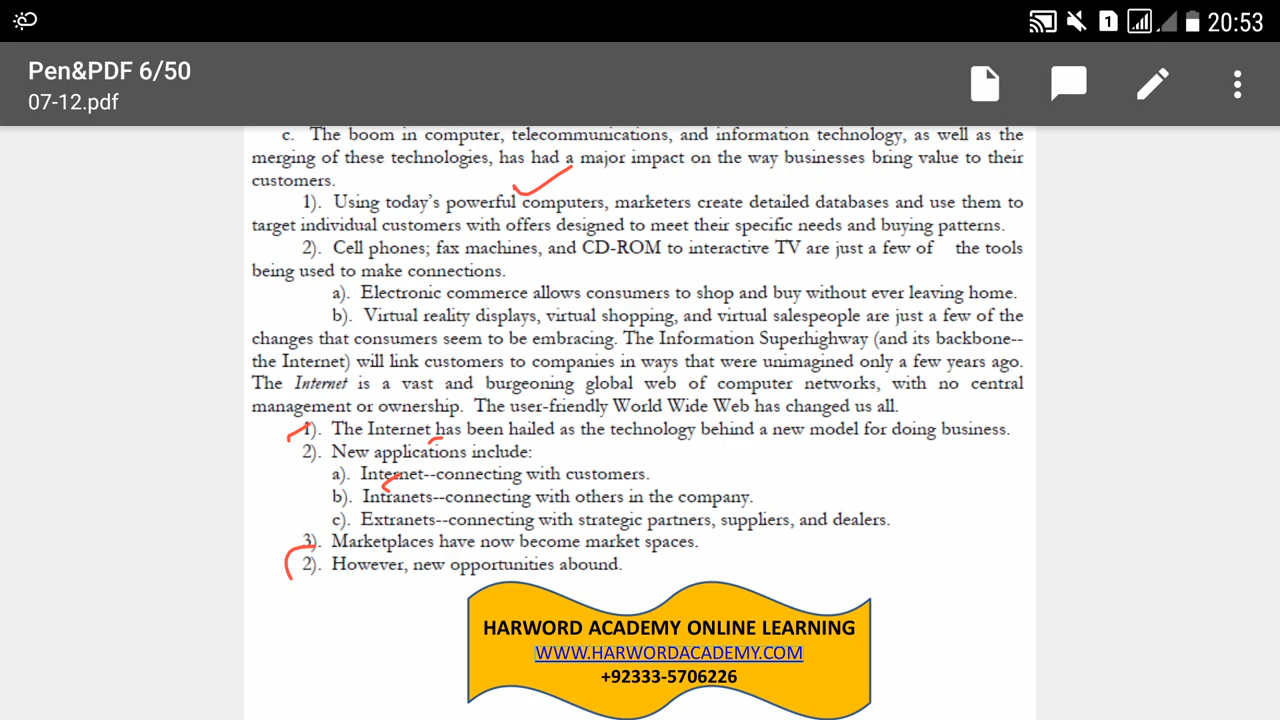 1 20:53
Pen&PDF 6/50
07-12.pdf
c. The boom in computer, telecommunications, and information technology, as well as the
merging of these technologies, has had a major impact on the way businesses bring value to their
customers.
1). Using today's powerful computers, marketers create detailed databases and use them to
target individual customers with offers designed to meet their specific needs and buying patterns.
2). Cell phones; fax machines, and CD-ROM to interactive TV are just a few of the tools
being used to make connections.
a). Electronic commerce allows consumers to shop and buy without ever leaving home.
b). Virtual reality displays, virtual shopping, and virtual salespeople are just a few of the
changes that consumers seem to be embracing. The Information Superhighway (and its backbone--
the Internet) will link customers to companies in ways that were unimagined only a few years ago.
The Internet is a vast and burgeoning global web of computer networks, with no central
management or ownership. The user-friendly World Wide Web has changed us all.
1). The Internet has been hailed as the technology behind a new model for doing business.
2). New applications include:
a). Internet--connecting with customers.
b). Intranets--connecting with others in the company.
c). Extranets--connecting with strategic partners, suppliers, and dealers.
3). Marketplaces have now become market spaces.
2). However, new opportunities abound.
HARWORD ACADEMY ONLINE LEARNING
WWW.HARWORDACADEMY.COM
+92333-5706226